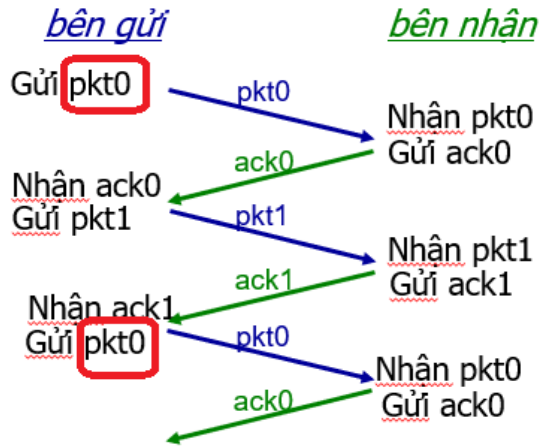 bên gửi
bên nhận
Gửi pkt0
pkt0
Nhận pkt0
Gửi ack0
ack0
Nhận ack0
Gửi pkt1
pkt1
Nhận pkt1
Gửi ack1
ack1
Nhận ack1
Gửi pkt0
pkt0
Nhận pkt0
Gửi ack0
ack0